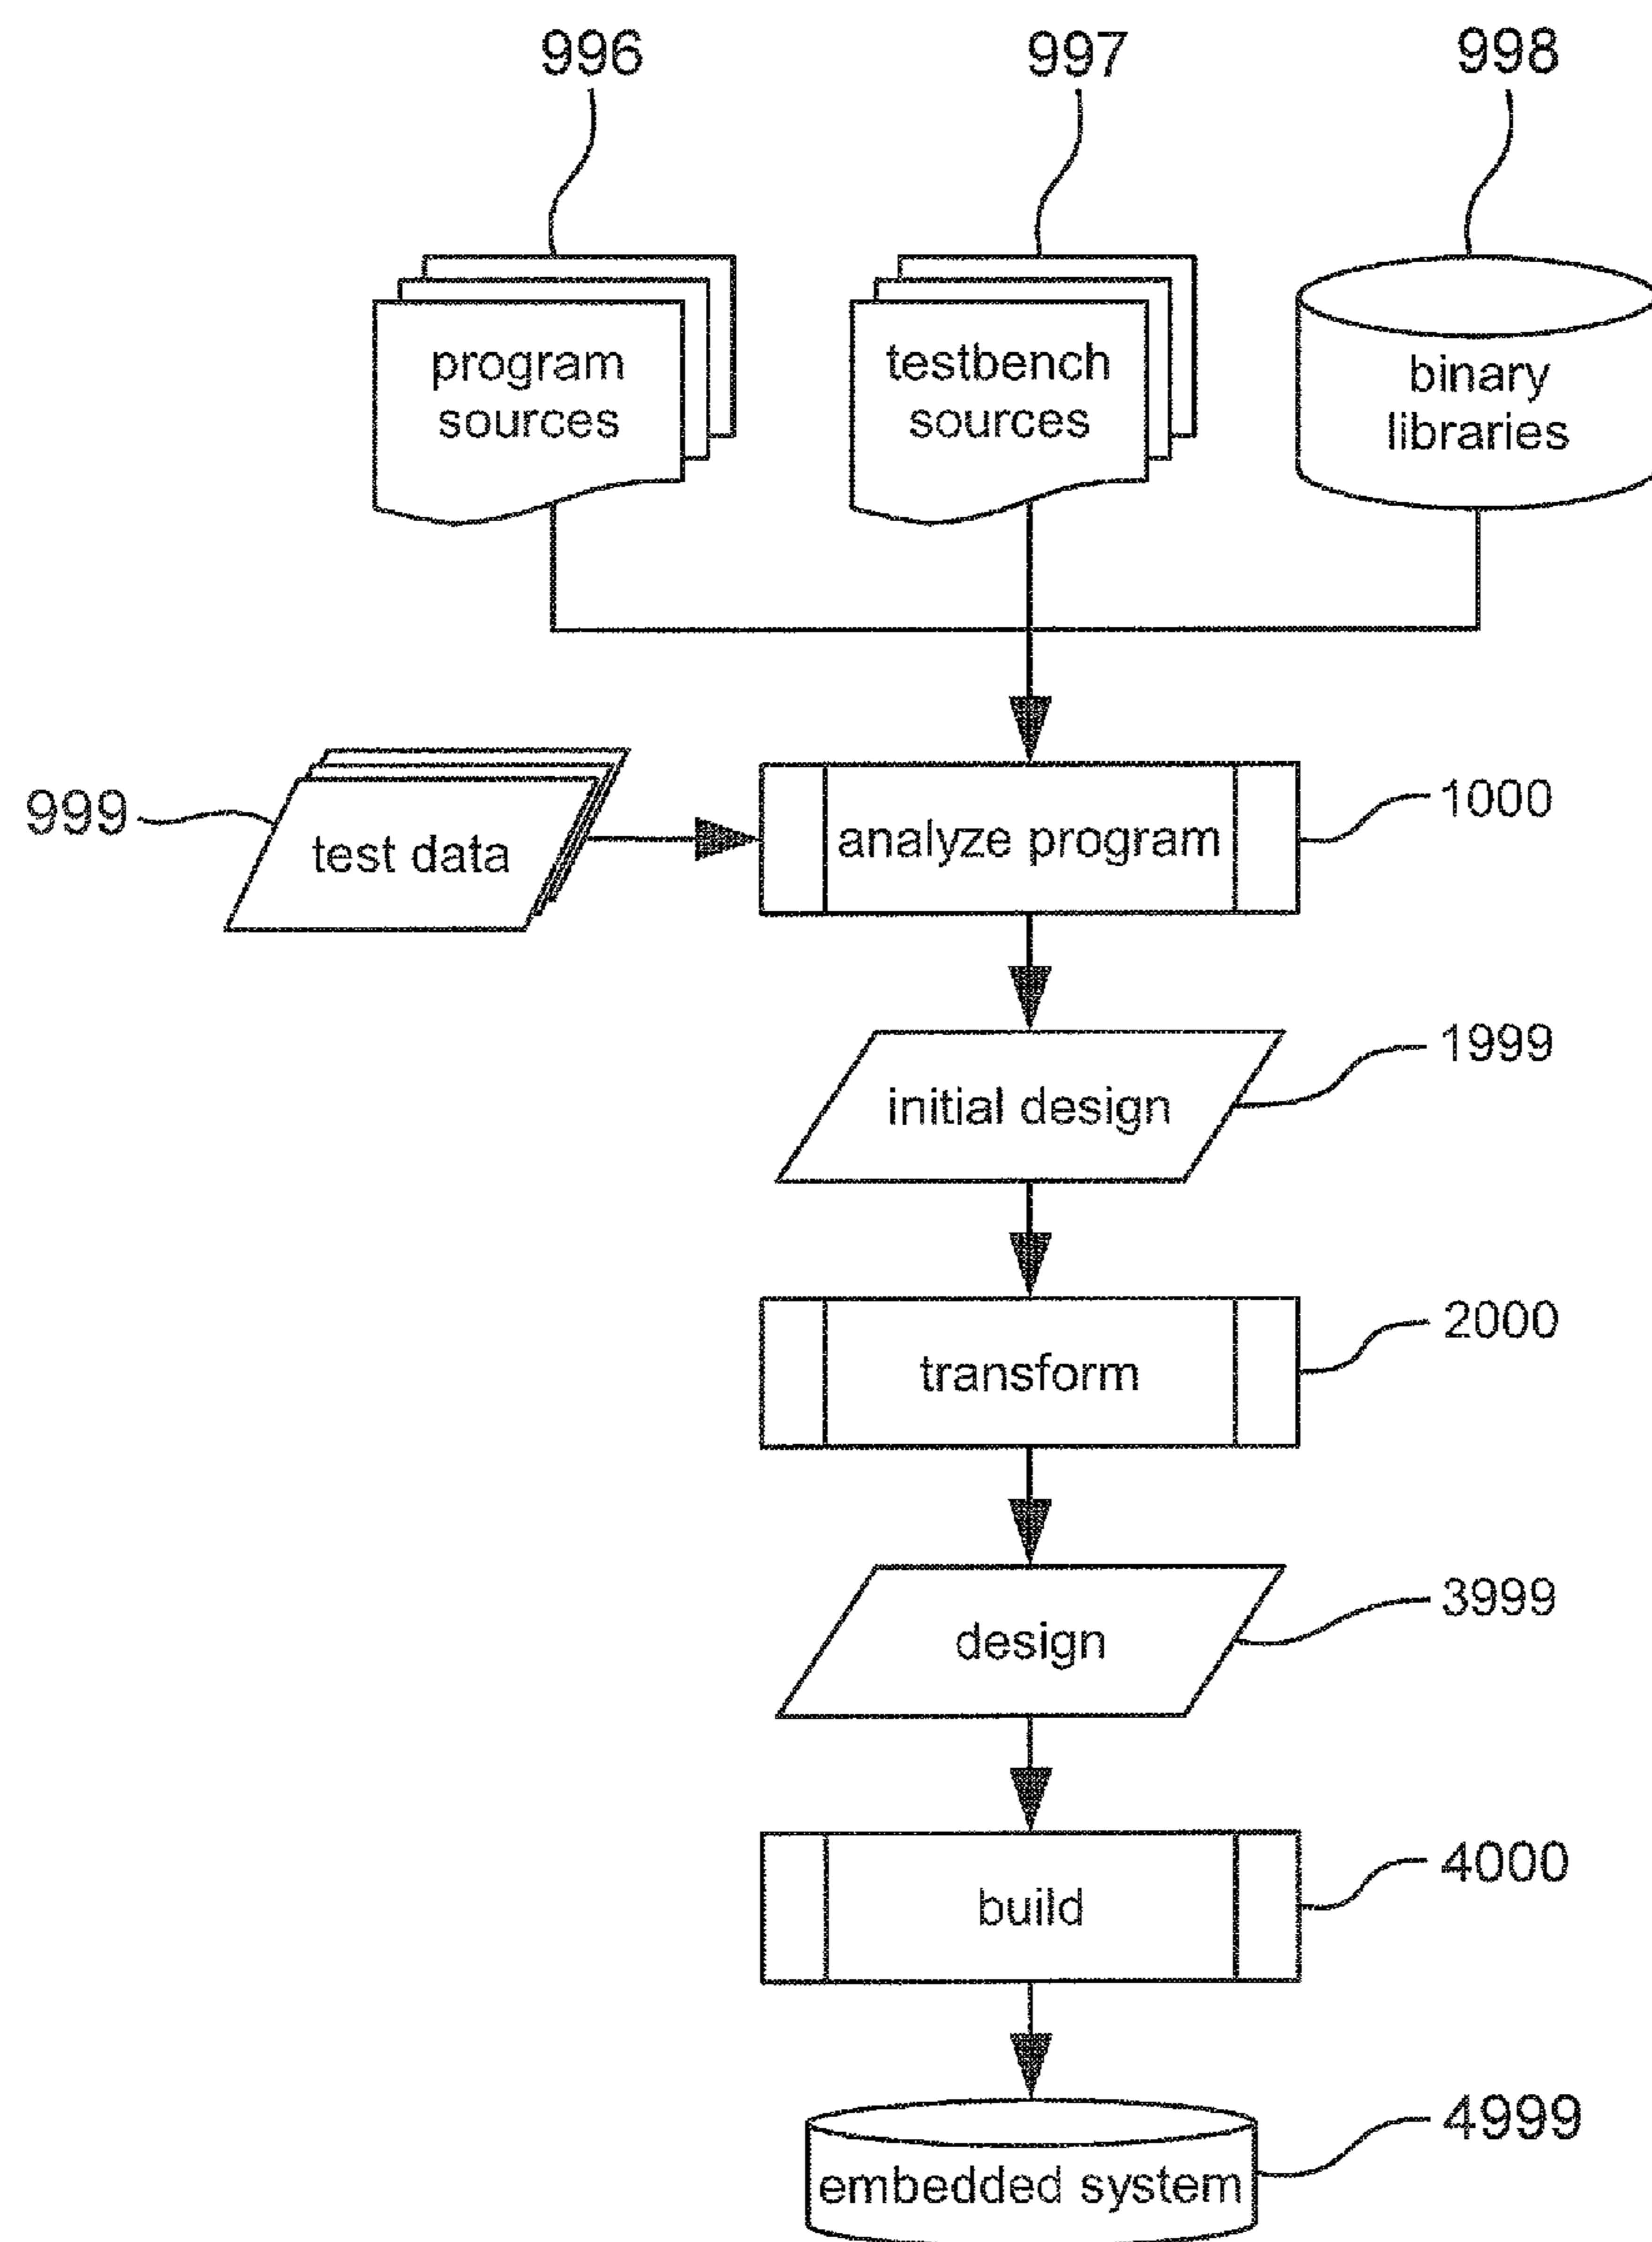 996
997
998
program
sources
testbench
sources
binary
libraries
999
test data
analyze program
1000
initial design
1999
transform
2000
design
3999
build
4000
embedded system
4999